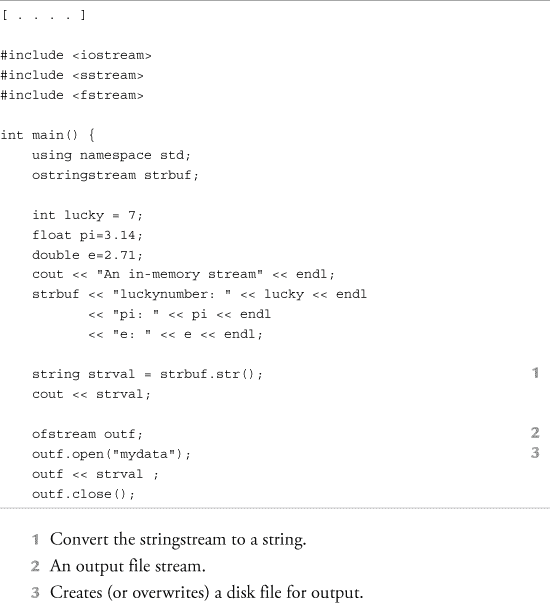 [ . . . . ]
#include <iostream>
#include <sstream>
#include <fstream>
int main() {
    using namespace std;
    ostringstream strbuf;
    int lucky = 7;
    float pi=3.14;
    double e=2.71;
    cout << "An in-memory stream" << endl;
    strbuf << "luckynumber: " << lucky << endl
           << "pi: " << pi << endl
           << "e: " << e << endl;
    string strval = strbuf.str(); 1
    cout << strval;
    ofstream outf; 2
    outf.open("mydata"); 3
    outf << strval ;
    outf.close();
1 Convert the stringstream to a string.
2 An output file stream.
3 Creates (or overwrites) a disk file for output.